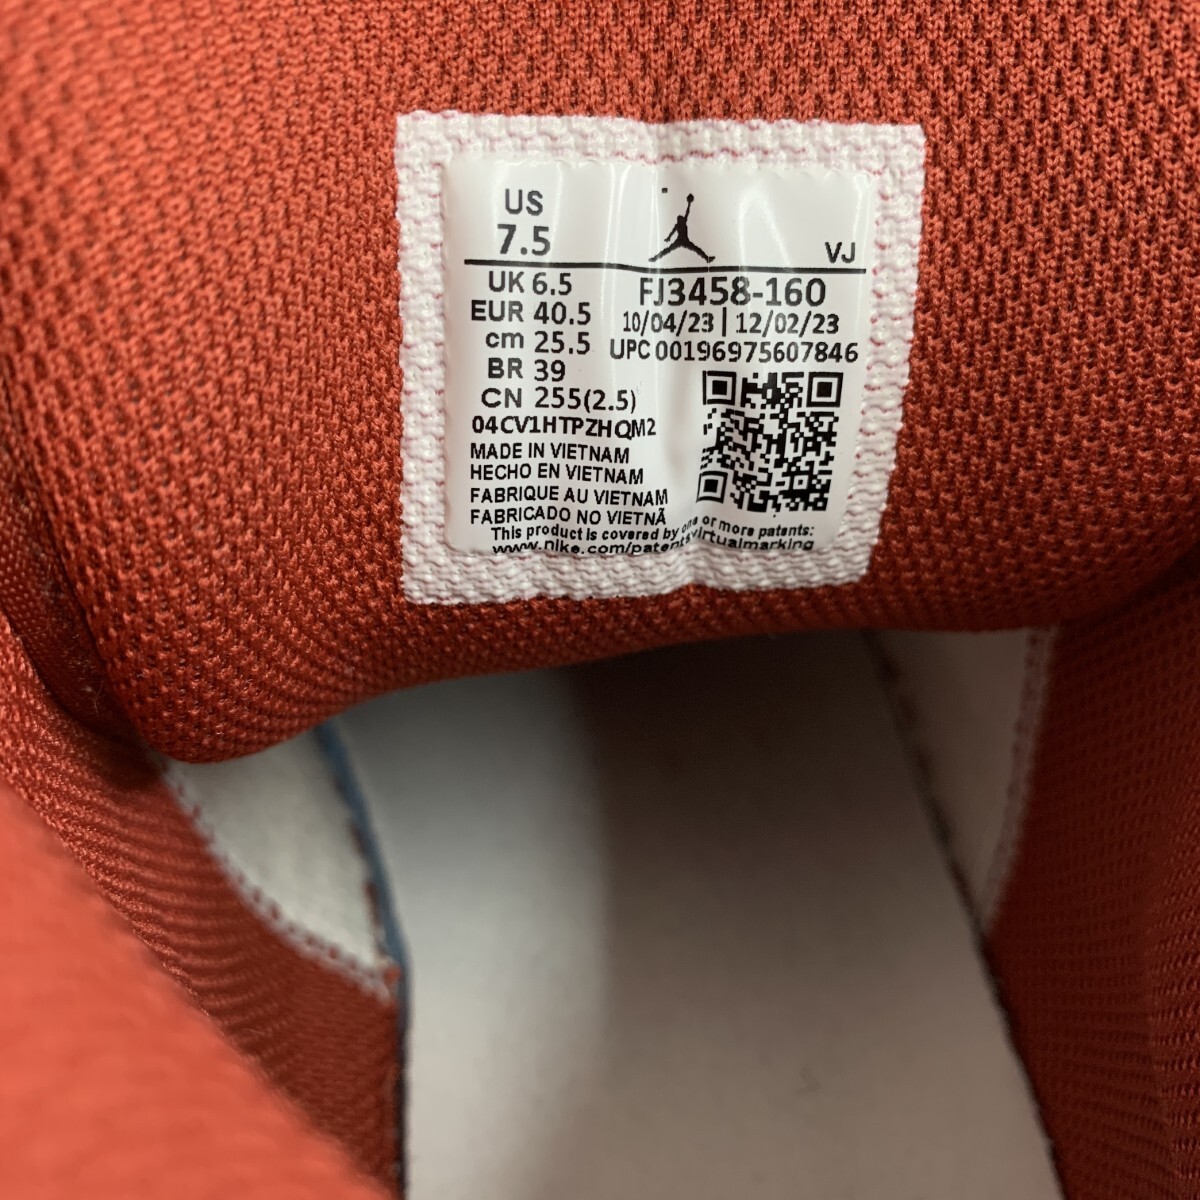 US
7.5
VJ
UK 6.5
EUR 40.5
cm 25.5
BR 39
CN 255(2.5)
FJ3458-160
10/04/23 | 12/02/23
UPC 00196975607846
04CV1HTPZHQM2
MADE IN VIETNAM
HECHO EN VIETNAM
FABRIQUE AU VIETNAM
FABRICADO NO VIETNÃ
This product is covered by one or more patents:
www.nike.com/patentsvirtualmarking